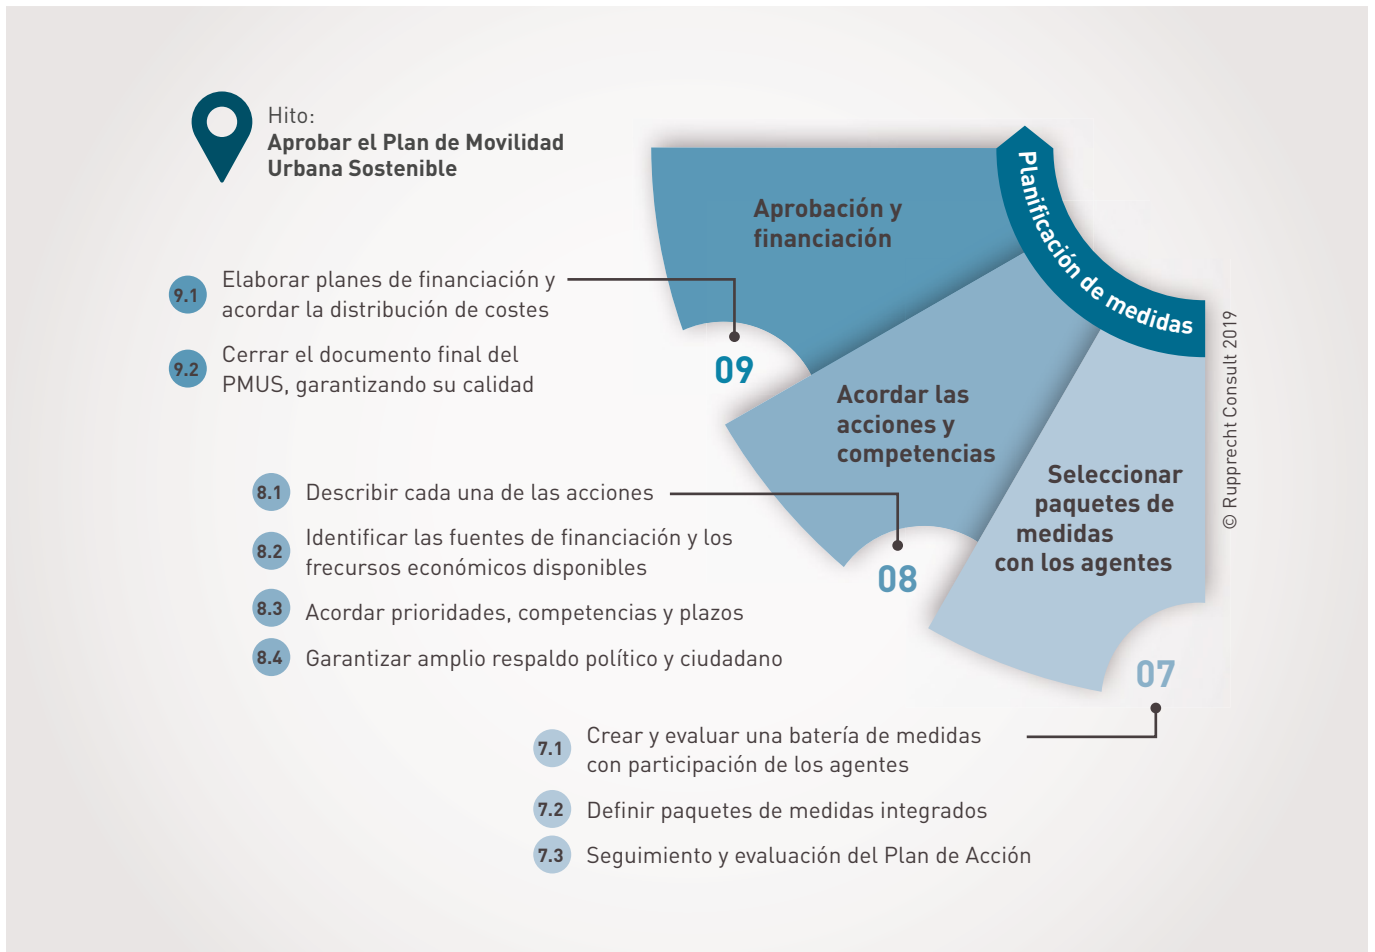 Hito:
Aprobar el Plan de Movilidad
Urbana Sostenible
Planificación de medidas
Aprobación y
financiación
9.1
Elaborar planes de financiación y
acordar la distribución de costes
9.2
Cerrar el documento final del
PMUS, garantizando su calidad
09
Acordar las
acciones y
competencias
8.1
Describir cada una de las acciones
8.2
Identificar las fuentes de financiación y los
frecursos económicos disponibles
8.3
Acordar prioridades, competencias y plazos
8.4
Garantizar amplio respaldo político y ciudadano
08
Seleccionar
paquetes de
medidas
con los agentes
07
7.1
Crear y evaluar una batería de medidas
con participación de los agentes
7.2
Definir paquetes de medidas integrados
7.3
Seguimiento y evaluación del Plan de Acción
© Rupprecht Consult 2019